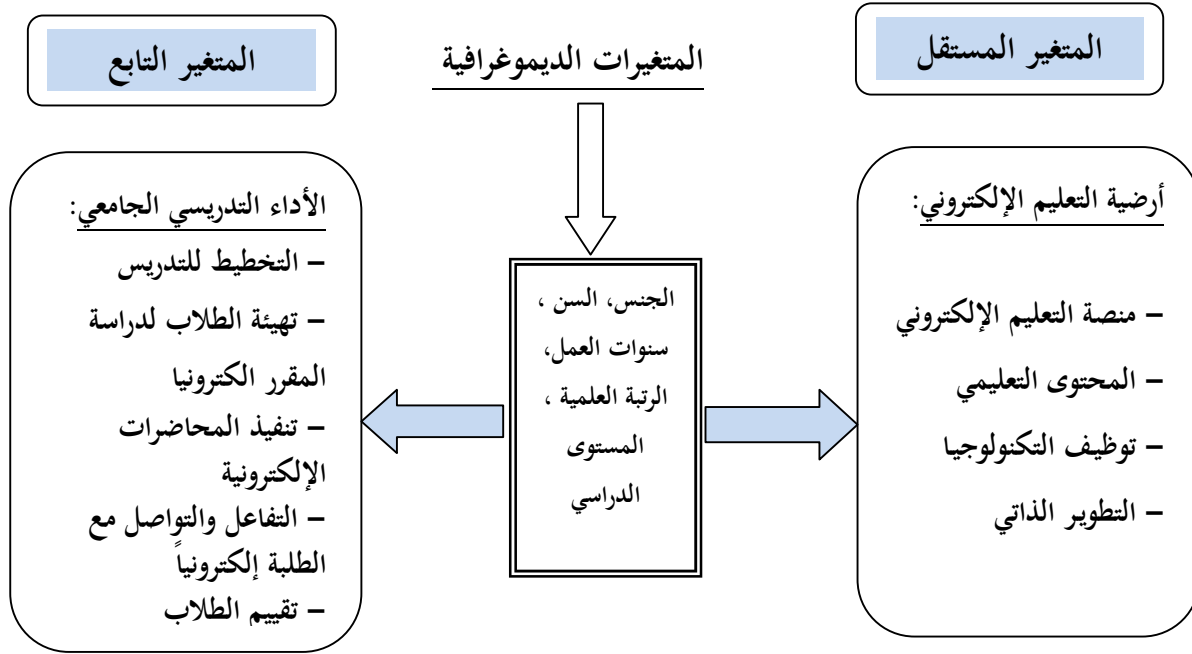 المتغير المستقل
المتغيرات الديموغرافية
المتغير التابع
أرضية التعليم الإلكتروني:
– منصة التعليم الإلكتروني
– المحتوى التعليمي
– توظيف التكنولوجيا
– التطوير الذاتي
الجنس، السن ،
سنوات العمل،
الرتبة العلمية ،
المستوى
الدراسي
الأداء التدريسي الجامعي:
– التخطيط للتدريس
– تهيئة الطلاب لدراسة
المقرر الكترونيا
– تنفيذ المحاضرات
الإلكترونية
– التفاعل والتواصل مع
الطلبة إلكترونياً
– تقييم الطلاب